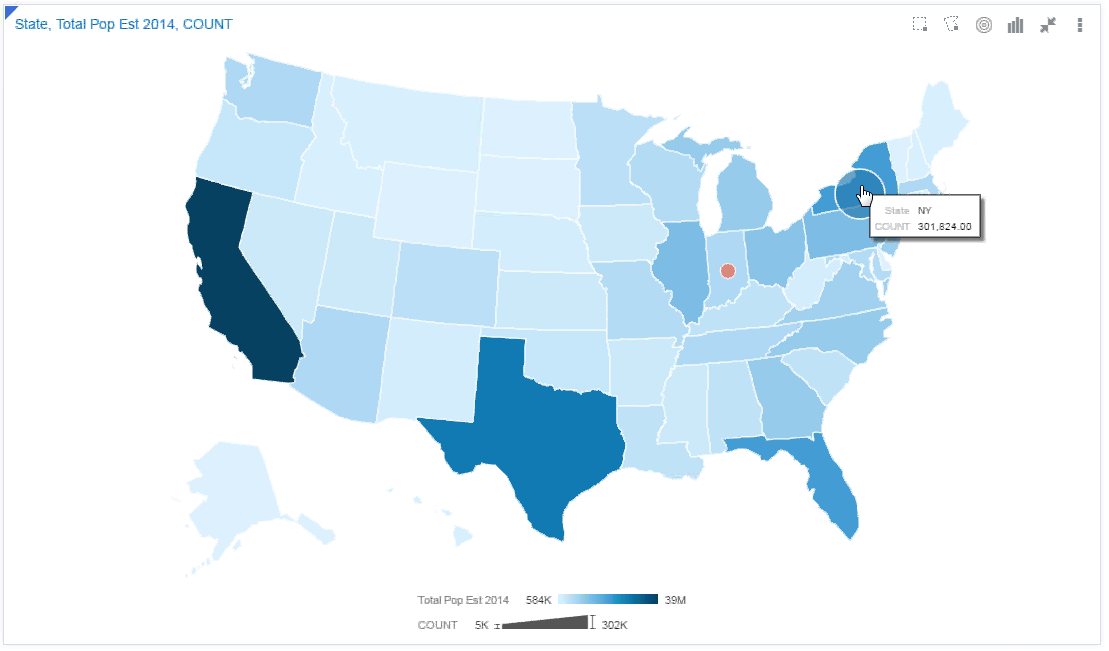 State, Total Pop Est 2014, COUNT
State NY
COUNT 301,824.00
Total Pop Est 2014 584K 39M
COUNT 5K 302K